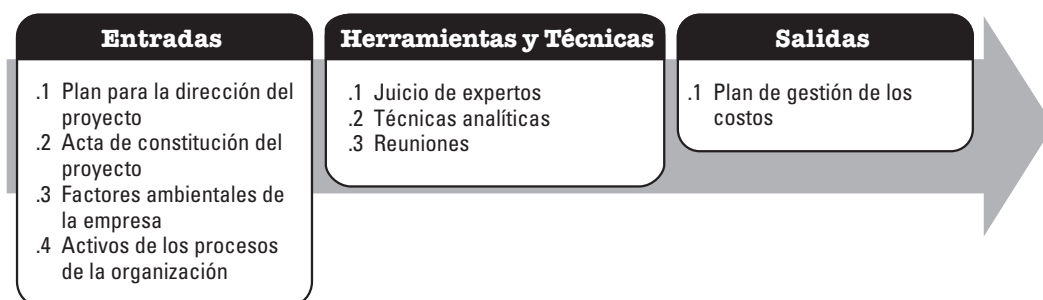 Entradas
.1 Plan para la dirección del
proyecto
.2 Acta de constitución del
proyecto
.3 Factores ambientales de
la empresa
.4 Activos de los procesos
de la organización
Herramientas y Técnicas
.1 Juicio de expertos
.2 Técnicas analíticas
.3 Reuniones
Salidas
.1 Plan de gestión de los
costos